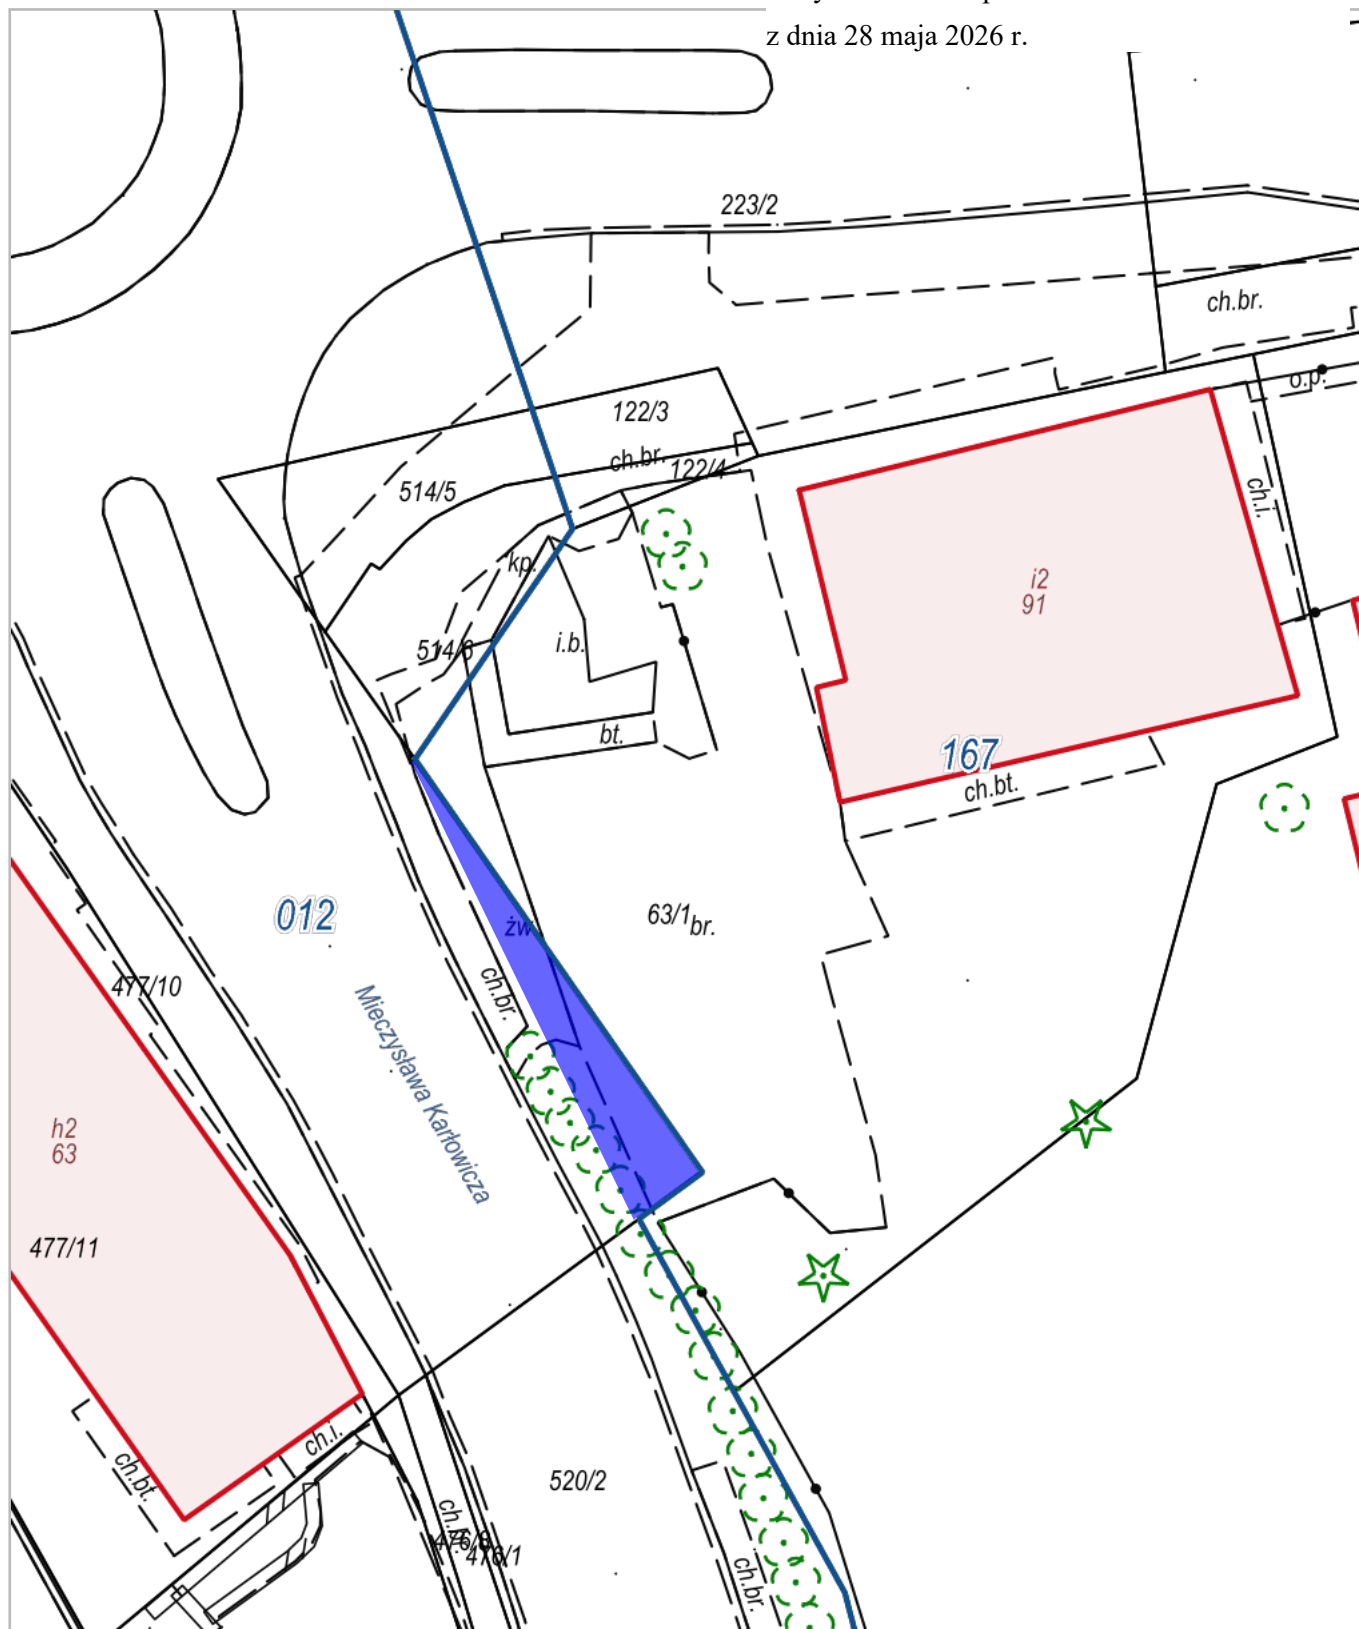 z dnia 28 maja 2026 r.
223/2
ch.br.
o.p.
122/3
ch.br.
122/4
514/5
ch.i.
kp.
i2
91
514/6
i.b.
bt.
167
ch.bt.
012
żw.
63/1
br.
477/10
ch.br.
Mieczysława Karłowicza
h2
63
477/11
ch.i.
ch.bt.
520/2
476/1
ch.br.